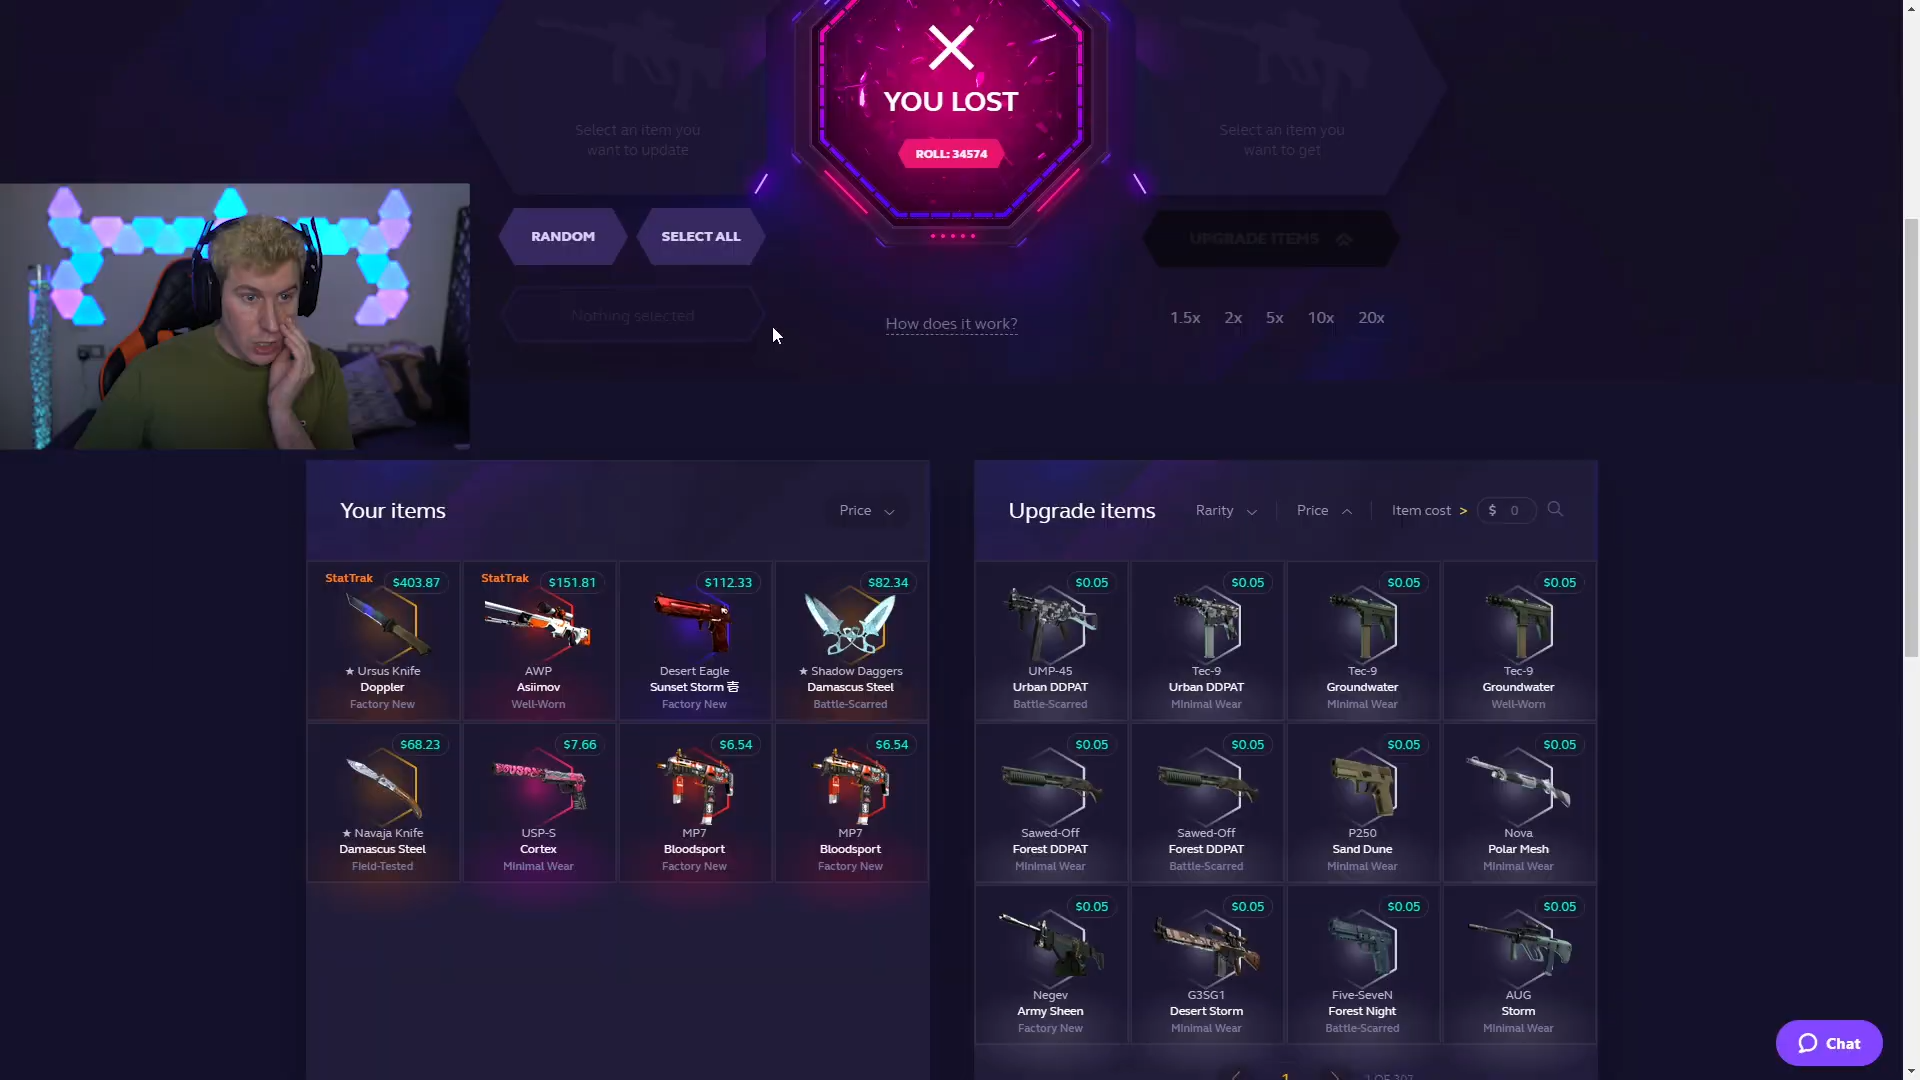 YOU LOST
ROLL: 34574
Select an item you
want to update
Select an item you
want to get
RANDOM
SELECT ALL
UPGRADE ITEMS
Nothing selected
How does it work?
1.5x 2x 5x 10x 20x
Your items
Price
Upgrade items
Rarity
Price
Item cost >
$ 0
StatTrak $403.87
★ Ursus Knife
Doppler
Factory New
StatTrak $151.81
AWP
Asiimov
Well-Worn
$112.33
Desert Eagle
Sunset Storm 壱
Factory New
$82.34
★ Shadow Daggers
Damascus Steel
Battle-Scarred
$68.23
★ Navaja Knife
Damascus Steel
Field-Tested
$7.66
USP-S
Cortex
Minimal Wear
$6.54
MP7
Bloodsport
Factory New
$6.54
MP7
Bloodsport
Factory New
$0.05
UMP-45
Urban DDPAT
Battle-Scarred
$0.05
Tec-9
Urban DDPAT
Minimal Wear
$0.05
Tec-9
Groundwater
Minimal Wear
$0.05
Tec-9
Groundwater
Well-Worn
$0.05
Sawed-Off
Forest DDPAT
Minimal Wear
$0.05
Sawed-Off
Forest DDPAT
Battle-Scarred
$0.05
P250
Sand Dune
Minimal Wear
$0.05
Nova
Polar Mesh
Minimal Wear
$0.05
Negev
Army Sheen
Factory New
$0.05
G3SG1
Desert Storm
Minimal Wear
$0.05
Five-SeveN
Forest Night
Battle-Scarred
$0.05
AUG
Storm
Minimal Wear
Chat